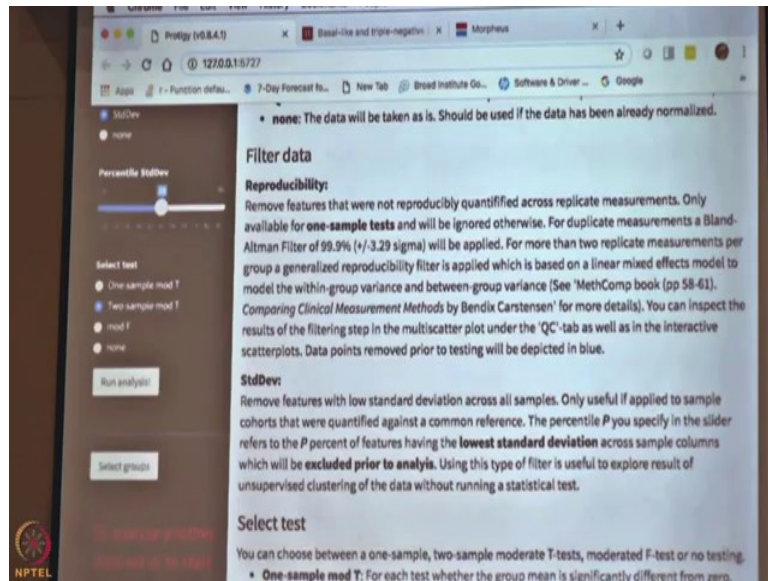 Protigy (v0.8.4.1)
Basal-like and triple-negative
Morpheus
127.0.0.1:5727
Apps
r - Function defau...
7-Day Forecast fo...
New Tab
Broad Institute Go...
Software & Driver ...
Google
StdDev
none
Percentile StdDev
Select test
One sample mod T
Two sample mod T
mod F
none
Run analysis!
Select groups
• none: The data will be taken as is. Should be used if the data has been already normalized.
Filter data
Reproducibility:
Remove features that were not reproducibly quantifified across replicate measurements. Only
available for one-sample tests and will be ignored otherwise. For duplicate measurements a Bland-
Altman Filter of 99.9% (+/-3.29 sigma) will be applied. For more than two replicate measurements per
group a generalized reproducibility filter is applied which is based on a linear mixed effects model to
model the within-group variance and between-group variance (See 'MethComp book (pp 58-61).
Comparing Clinical Measurement Methods by Bendix Carstensen' for more details). You can inspect the
results of the filtering step in the multiscatter plot under the 'QC'-tab as well as in the interactive
scatterplots. Data points removed prior to testing will be depicted in blue.
StdDev:
Remove features with low standard deviation across all samples. Only useful if applied to sample
cohorts that were quantified against a common reference. The percentile P you specify in the slider
refers to the P percent of features having the lowest standard deviation across sample columns
which will be excluded prior to analyis. Using this type of filter is useful to explore result of
unsupervised clustering of the data without running a statistical test.
Select test
You can choose between a one-sample, two-sample moderate T-tests, moderated F-test or no testing.
• One-sample mod T: For each test whether the group mean is significantly different from zero.
NPTEL